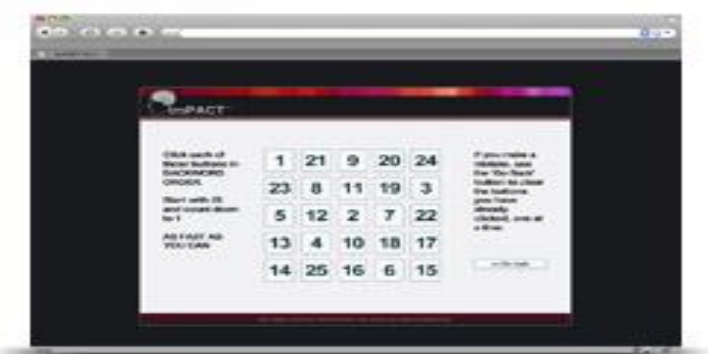 ImPACT
Click each of
these buttons in
BACKWARD
ORDER.
Start with 25
and count down
to 1
AS FAST AS
YOU CAN
1 21 9 20 24
23 8 11 19 3
5 12 2 7 22
13 4 10 18 17
14 25 16 6 15
If you make a
mistake, use
the "Go Back"
button to clear
the buttons
you have
already
clicked, one at
a time.